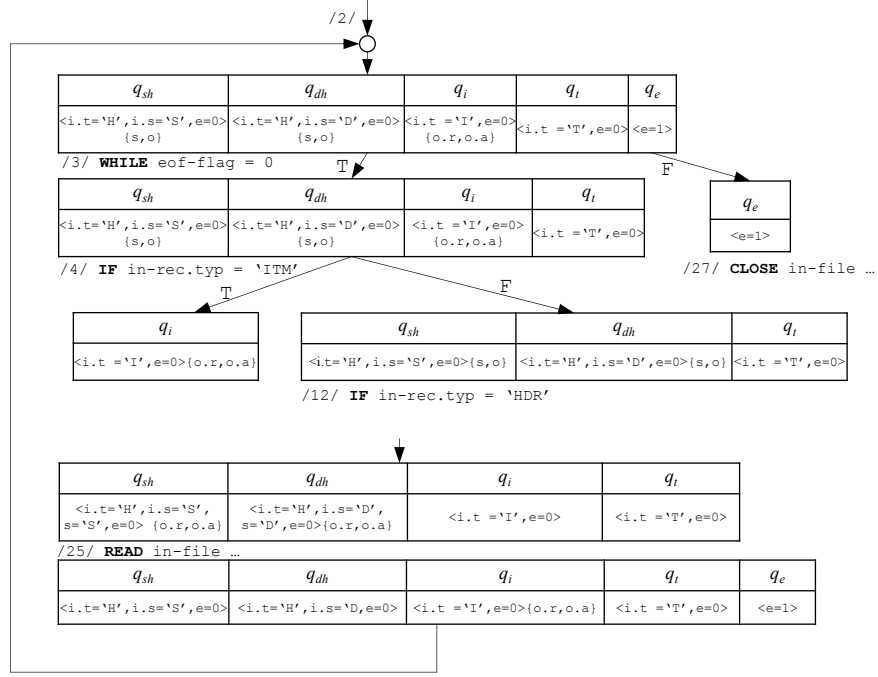 /2/
q_sh q_dh q_i q_t q_e
<i.t=‘H’,i.s=‘S’,e=0> <i.t=‘H’,i.s=‘D’,e=0> <i.t =‘I’,e=0> <i.t =‘T’,e=0> <e=1>
{s,o} {s,o} {o.r,o.a}
/3/ WHILE eof-flag = 0
T
F
q_sh q_dh q_i q_t
<i.t=‘H’,i.s=‘S’,e=0> <i.t=‘H’,i.s=‘D’,e=0> <i.t =‘I’,e=0> <i.t =‘T’,e=0>
{s,o} {s,o} {o.r,o.a}
q_e
<e=1>
/4/ IF in-rec.typ = ‘ITM’
/27/ CLOSE in-file …
T
F
q_i
<i.t =‘I’,e=0>{o.r,o.a}
q_sh q_dh q_t
<i.t=‘H’,i.s=‘S’,e=0>{s,o} <i.t=‘H’,i.s=‘D’,e=0>{s,o} <i.t =‘T’,e=0>
/12/ IF in-rec.typ = ‘HDR’
q_sh q_dh q_i q_t
<i.t=‘H’,i.s=‘S’, <i.t=‘H’,i.s=‘D’, <i.t =‘I’,e=0> <i.t =‘T’,e=0>
s=‘S’,e=0> {o.r,o.a} s=‘D’,e=0>{o.r,o.a}
/25/ READ in-file …
q_sh q_dh q_i q_t q_e
<i.t=‘H’,i.s=‘S’,e=0> <i.t=‘H’,i.s=‘D,e=0> <i.t =‘I’,e=0>{o.r,o.a} <i.t =‘T’,e=0> <e=1>